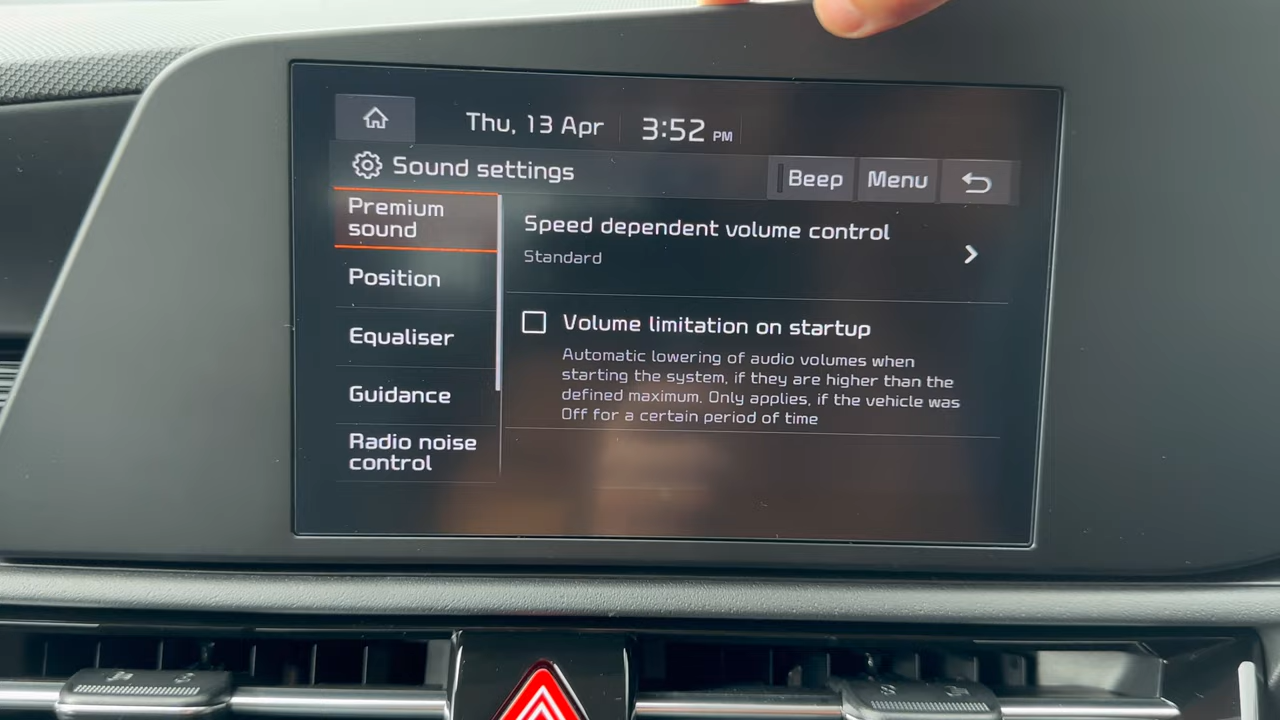 Thu, 13 Apr 3:52 PM
Sound settings
Beep Menu
Premium
sound
Position
Equaliser
Guidance
Radio noise
control
Speed dependent volume control
Standard
Volume limitation on startup
Automatic lowering of audio volumes when
starting the system, if they are higher than the
defined maximum. Only applies, if the vehicle was
Off for a certain period of time